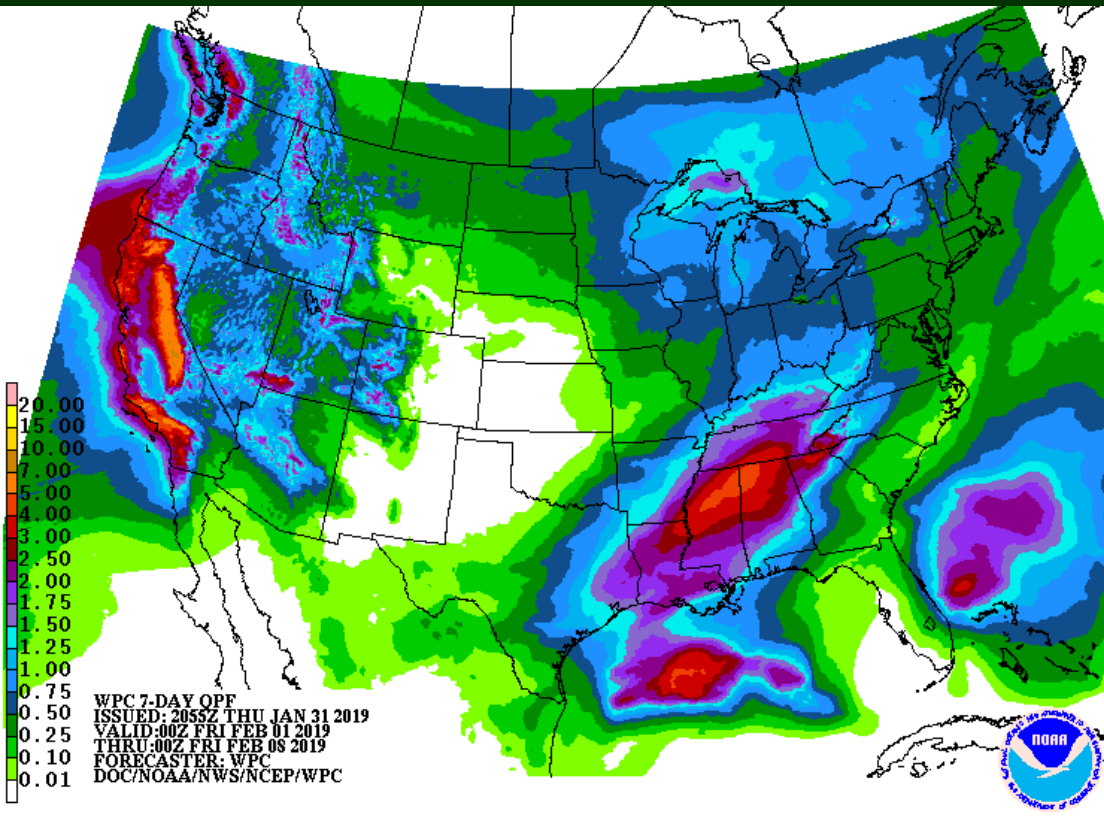 20.00
15.00
10.00
7.00
5.00
4.00
3.00
2.50
2.00
1.75
1.50
1.25
1.00
0.75
0.50
0.25
0.10
0.01
WPC 7-DAY QPF
ISSUED: 2055Z THU JAN 31 2019
VALID:00Z FRI FEB 01 2019
THRU:00Z FRI FEB 08 2019
FORECASTER: WPC
DOC/NOAA/NWS/NCEP/WPC
NOAA